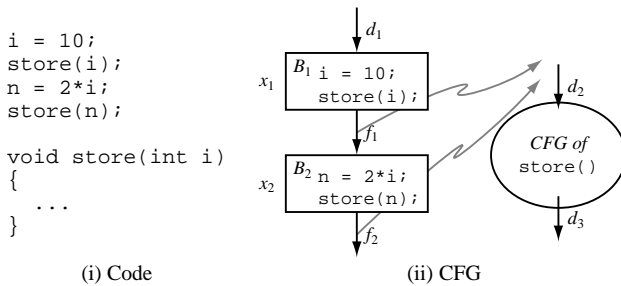 i = 10;
store(i);
n = 2*i;
store(n);
void store(int i)
{
...
}
(i) Code
d1
x1
B1 i = 10;
store(i);
f1
x2
B2 n = 2*i;
store(n);
f2
d2
CFG of
store()
d3
(ii) CFG